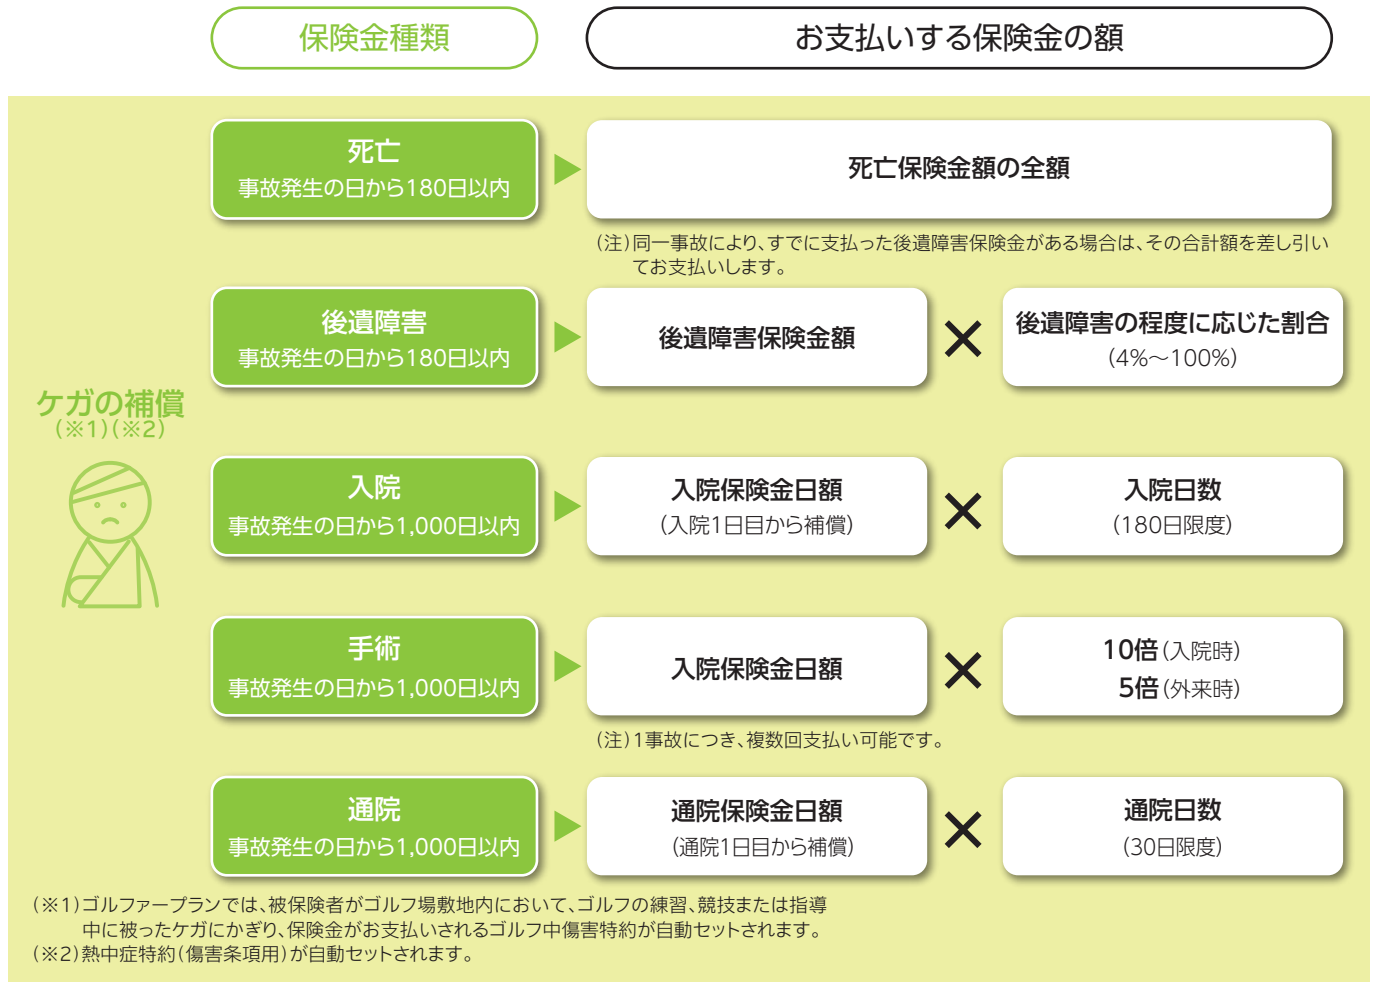 保険金種類
お支払いする保険金の額
死亡
事故発生の日から180日以内
死亡保険金額の全額
(注)同一事故により、すでに支払った後遺障害保険金がある場合は、その合計額を差し引い
てお支払いします。
後遺障害
事故発生の日から180日以内
後遺障害保険金額
×
後遺障害の程度に応じた割合
(4%～100%)
ケガの補償
(※1)(※2)
入院
事故発生の日から1,000日以内
入院保険金日額
(入院1日目から補償)
×
入院日数
(180日限度)
手術
事故発生の日から1,000日以内
入院保険金日額
×
10倍(入院時)
5倍(外来時)
(注)1事故につき、複数回支払い可能です。
通院
事故発生の日から1,000日以内
通院保険金日額
(通院1日目から補償)
×
通院日数
(30日限度)
(※1)ゴルファープランでは、被保険者がゴルフ場敷地内において、ゴルフの練習、競技または指導
中に被ったケガにかぎり、保険金がお支払いされるゴルフ中傷害特約が自動セットされます。
(※2)熱中症特約(傷害条項用)が自動セットされます。